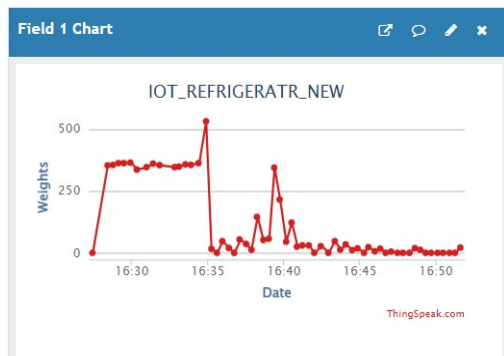 Field 1 Chart
IOT_REFRIGERATR_NEW
Weights
500
250
0
16:30 16:35 16:40 16:45 16:50
Date
ThingSpeak.com